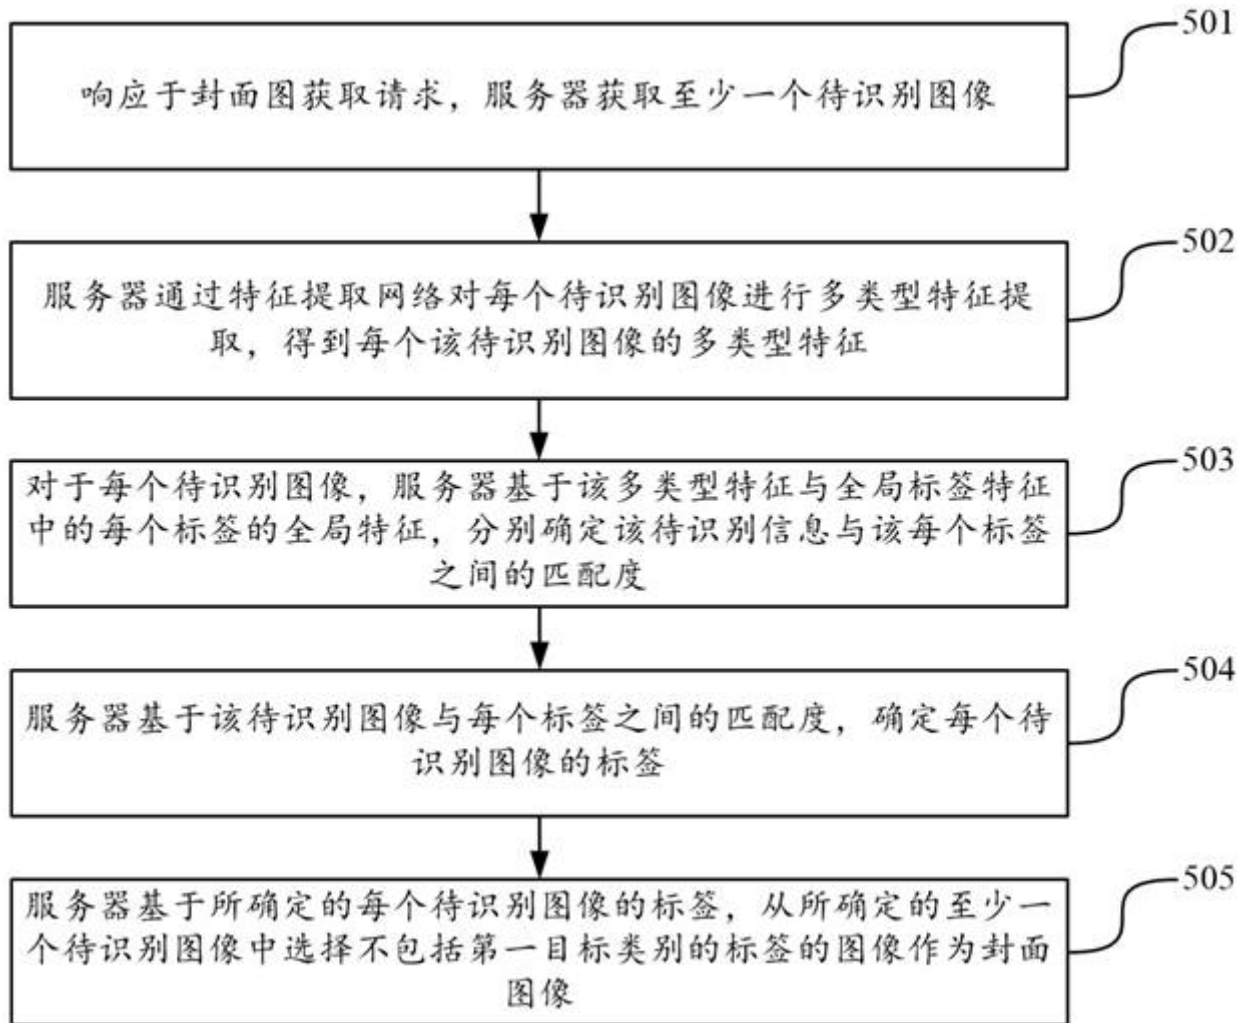 501
响应于封面图获取请求，服务器获取至少一个待识别图像
502
服务器通过特征提取网络对每个待识别图像进行多类型特征提
取，得到每个该待识别图像的多类型特征
503
对于每个待识别图像，服务器基于该多类型特征与全局标签特征
中的每个标签的全局特征，分别确定该待识别信息与该每个标签
之间的匹配度
504
服务器基于该待识别图像与每个标签之间的匹配度，确定每个待
识别图像的标签
505
服务器基于所确定的每个待识别图像的标签，从所确定的至少一
个待识别图像中选择不包括第一目标类别的标签的图像作为封面
图像